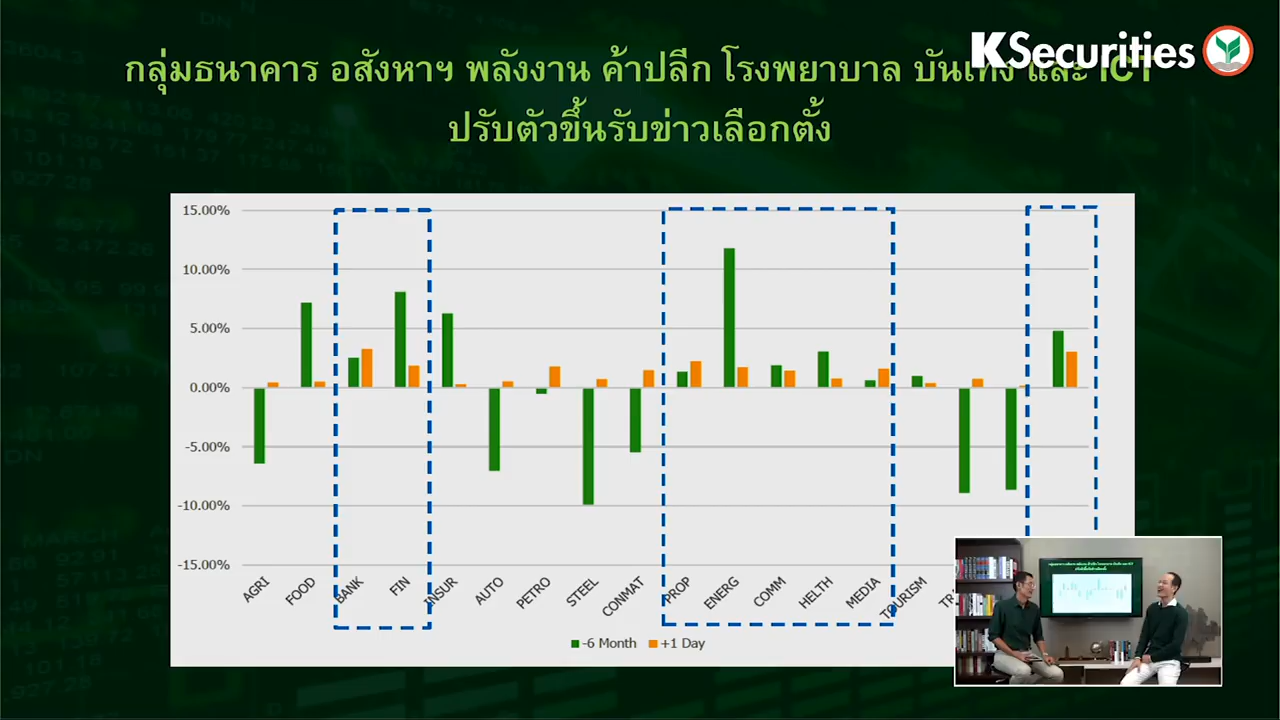 KSecurities
กลุ่มธนาคาร อสังหาฯ พลังงาน ค้าปลีก โรงพยาบาล บันเทิง และ ICT
ปรับตัวขึ้นรับข่าวเลือกตั้ง
15.00%
10.00%
5.00%
0.00%
-5.00%
-10.00%
-15.00%
AGRI FOOD BANK FIN INSUR AUTO PETRO STEEL CONMAT PROP ENERG COMM HELTH MEDIA TOURISM
-6 Month +1 Day